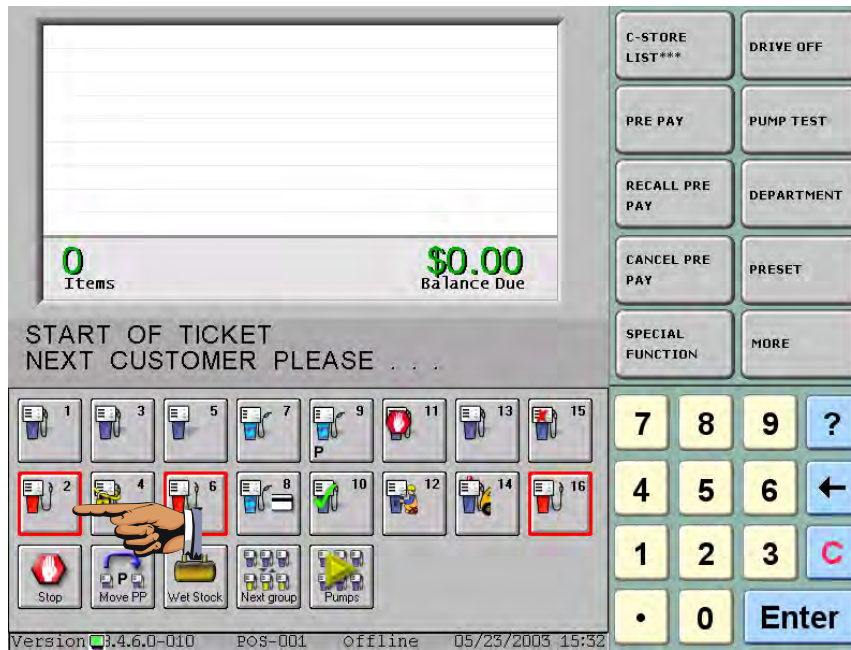 0
Items
$0.00
Balance Due
START OF TICKET
NEXT CUSTOMER PLEASE . . .
C-STORE
LIST***
DRIVE OFF
PRE PAY
PUMP TEST
RECALL PRE
PAY
DEPARTMENT
CANCEL PRE
PAY
PRESET
SPECIAL
FUNCTION
MORE
1
3
5
7
9
P
11
13
15
2
4
6
8
10
12
14
16
Stop
P
Move PP
Wet Stock
Next group
Pumps
7
8
9
?
4
5
6
←
1
2
3
C
•
0
Enter
Version 3.4.6.0-010 POS-001 Offline 05/23/2003 15:32